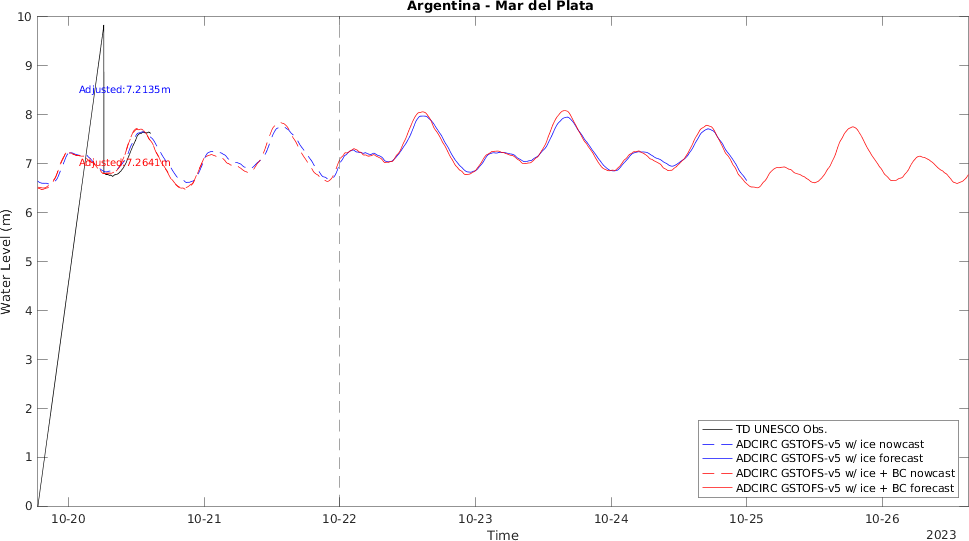 Argentina - Mar del Plata
10
9
8
7
6
5
4
3
2
1
0
Water Level (m)
Adjusted:7.2135m
Adjusted:7.2641m
TD UNESCO Obs.
ADCIRC GSTOFS-v5 w/ ice nowcast
ADCIRC GSTOFS-v5 w/ ice forecast
ADCIRC GSTOFS-v5 w/ ice + BC nowcast
ADCIRC GSTOFS-v5 w/ ice + BC forecast
10-20 10-21 10-22 10-23 10-24 10-25 10-26
Time
2023